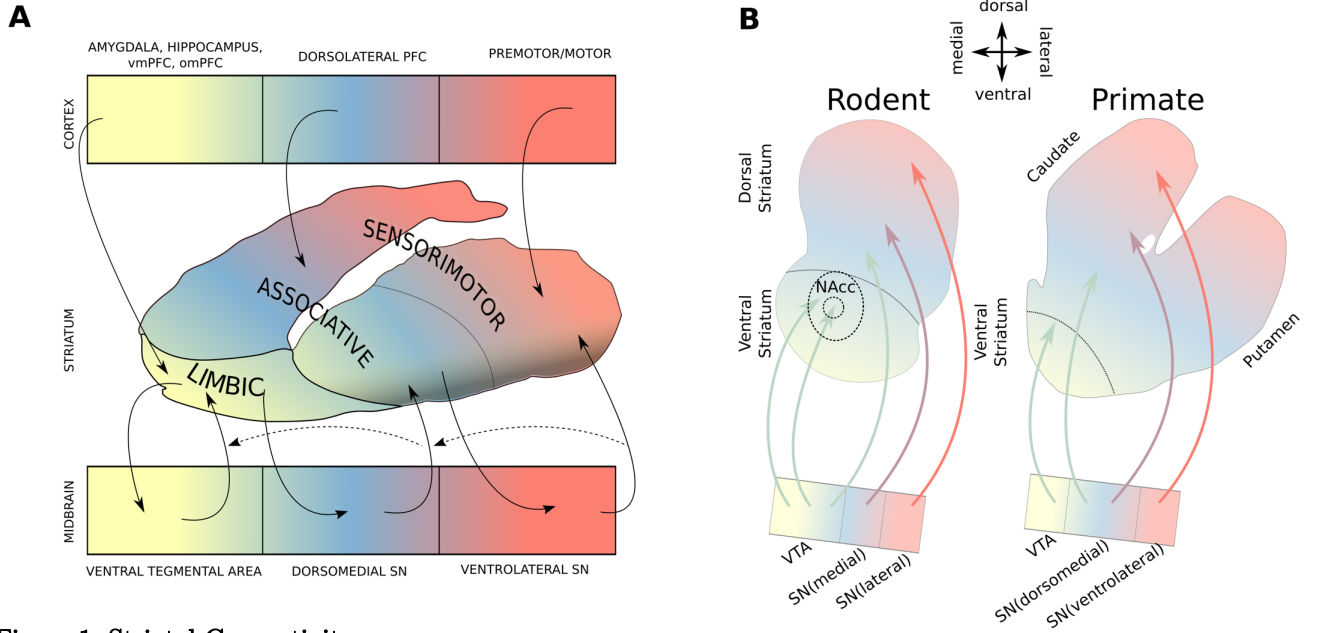 A
AMYGDALA, HIPPOCAMPUS,
vmPFC, omPFC
DORSOLATERAL PFC
PREMOTOR/MOTOR
CORTEX
STRIATUM
SENSORIMOTOR
ASSOCIATIVE
LIMBIC
MIDBRAIN
VENTRAL TEGMENTAL AREA
DORSOMEDIAL SN
VENTROLATERAL SN
B
dorsal
medial
lateral
ventral
Rodent
Primate
Dorsal
Striatum
Ventral
Striatum
NAcc
VTA
SN(medial)
SN(lateral)
Caudate
Ventral
Striatum
Putamen
VTA
SN(dorsomedial)
SN(ventrolateral)